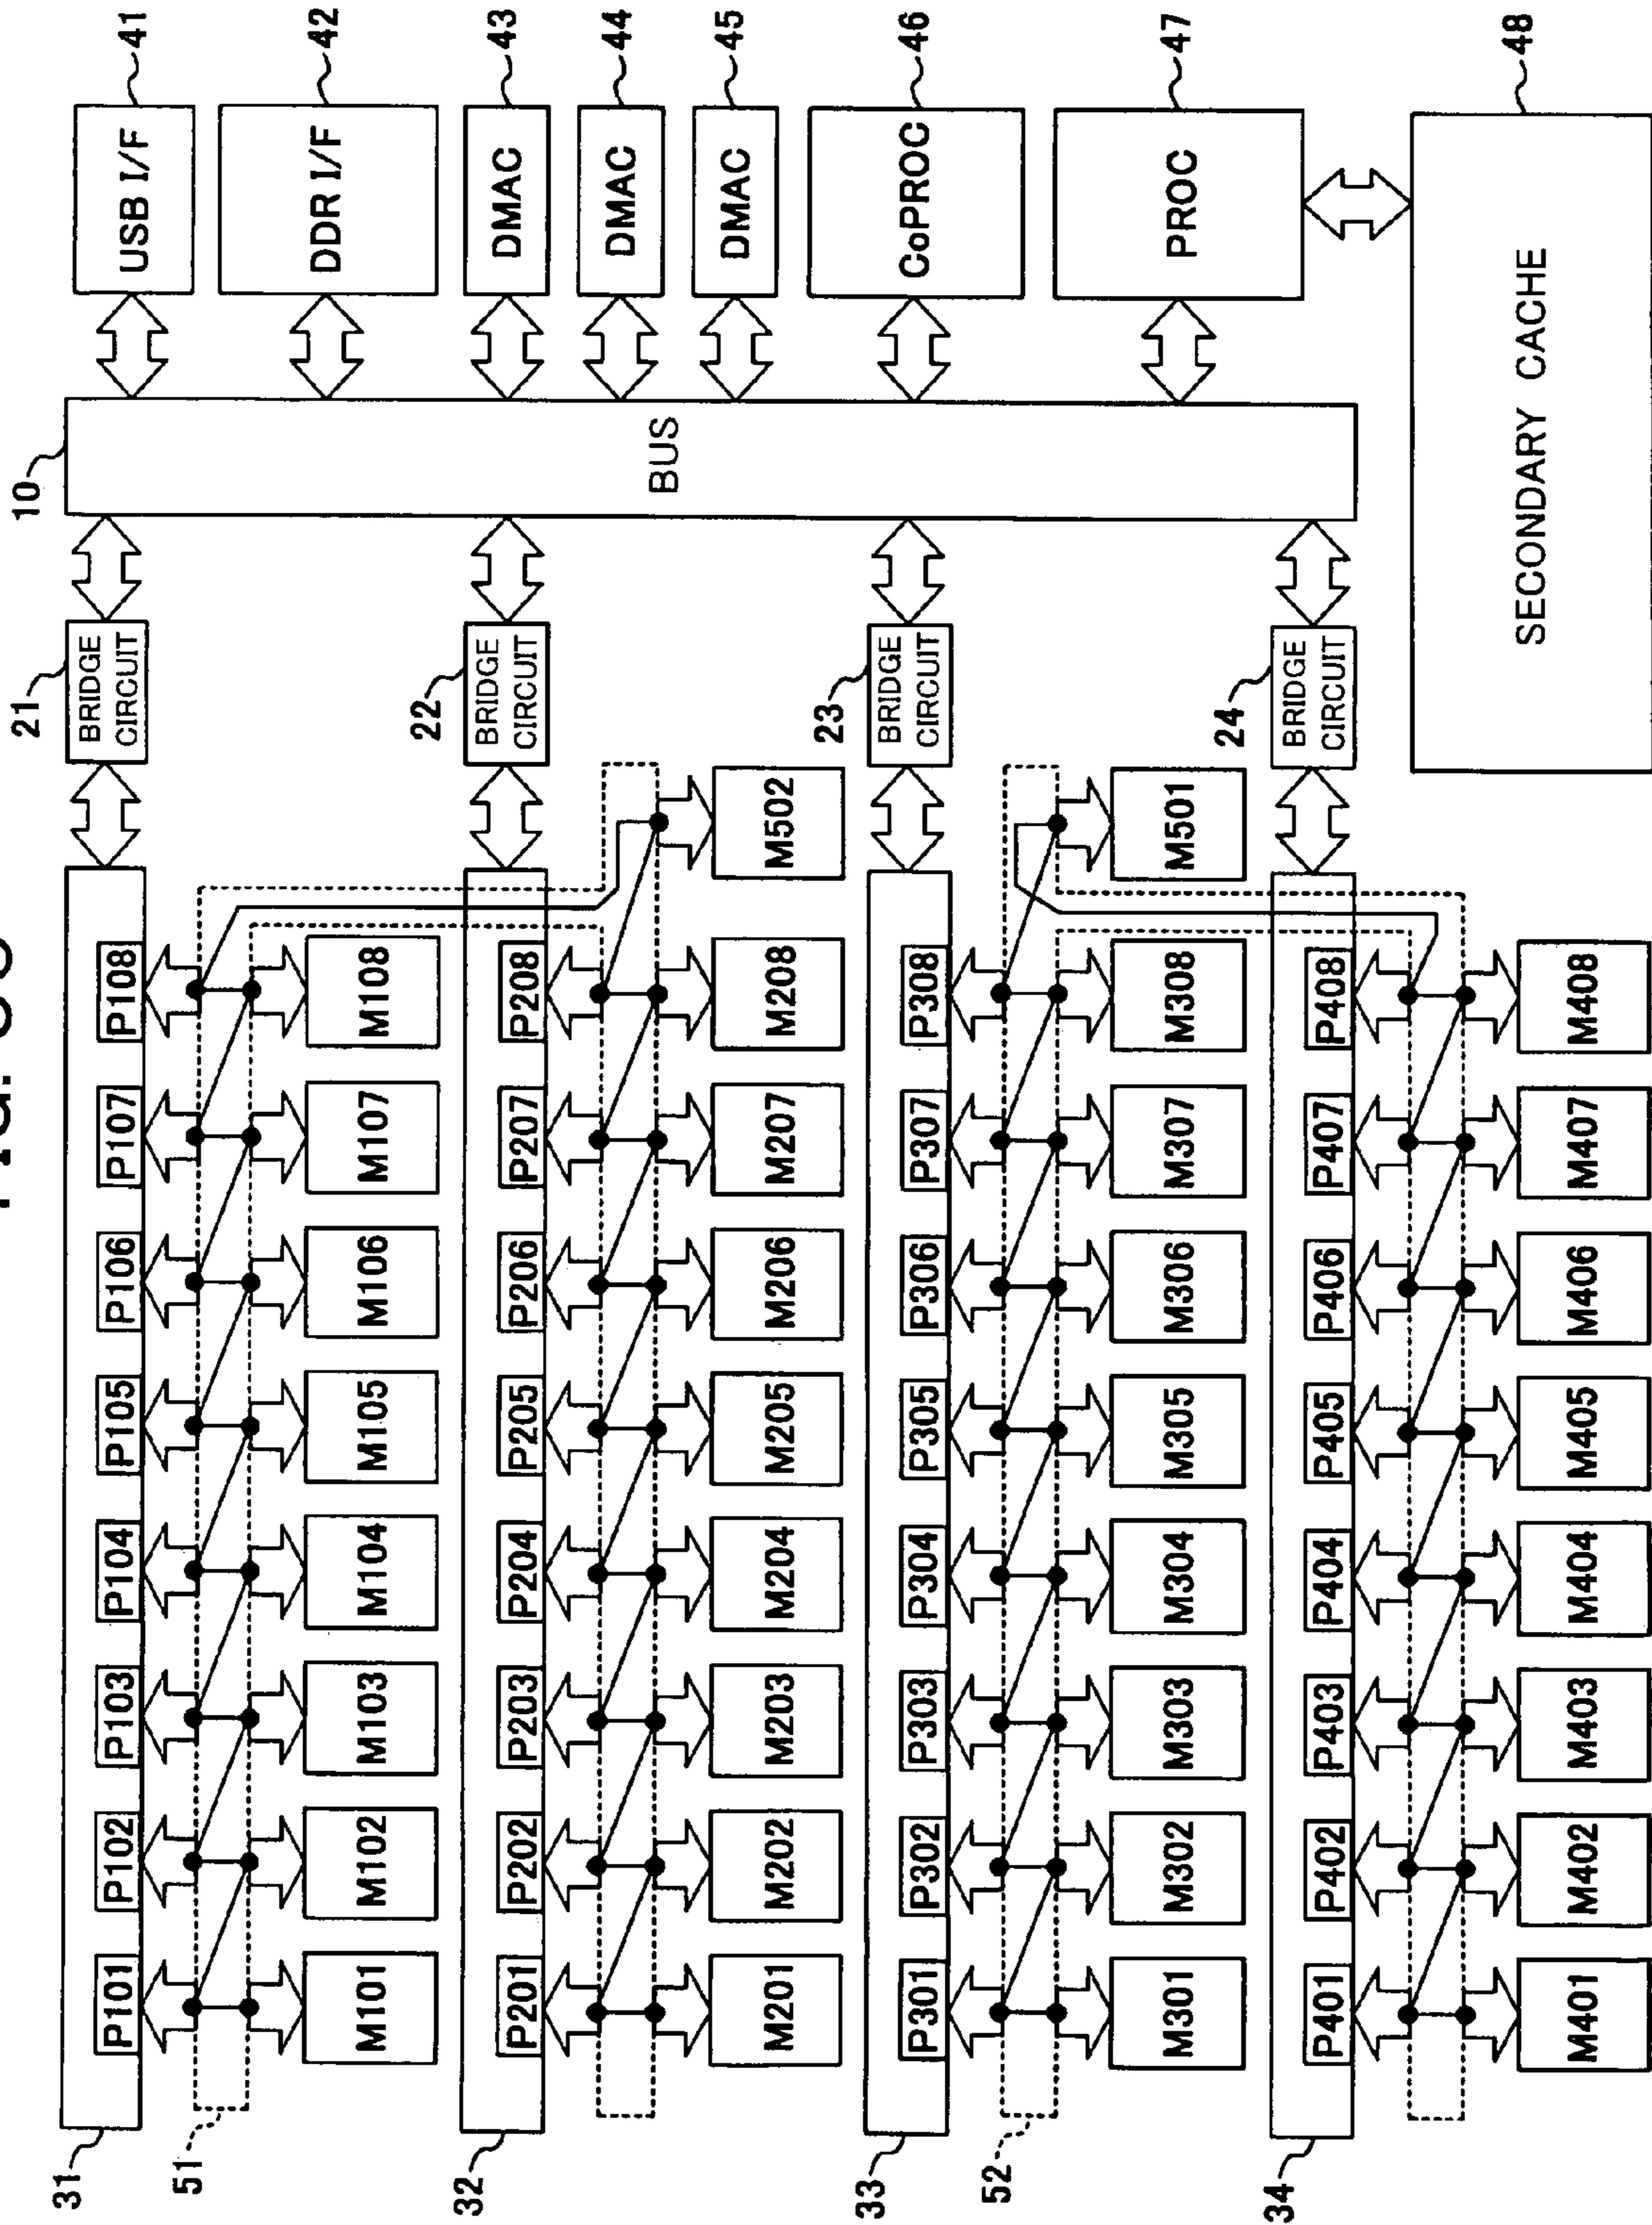 41
USB I/F
42
DDR I/F
43
DMAC
44
DMAC
45
DMAC
46
CoPROC
47
PROC
48
SECONDARY CACHE
10
BUS
21
BRIDGE
CIRCUIT
22
BRIDGE
CIRCUIT
23
BRIDGE
CIRCUIT
24
BRIDGE
CIRCUIT
31
P101
P102
P103
P104
P105
P106
P107
P108
51
M101
M102
M103
M104
M105
M106
M107
M108
32
P201
P202
P203
P204
P205
P206
P207
P208
M201
M202
M203
M204
M205
M206
M207
M208
M502
33
P301
P302
P303
P304
P305
P306
P307
P308
52
M301
M302
M303
M304
M305
M306
M307
M308
M501
34
P401
P402
P403
P404
P405
P406
P407
P408
M401
M402
M403
M404
M405
M406
M407
M408